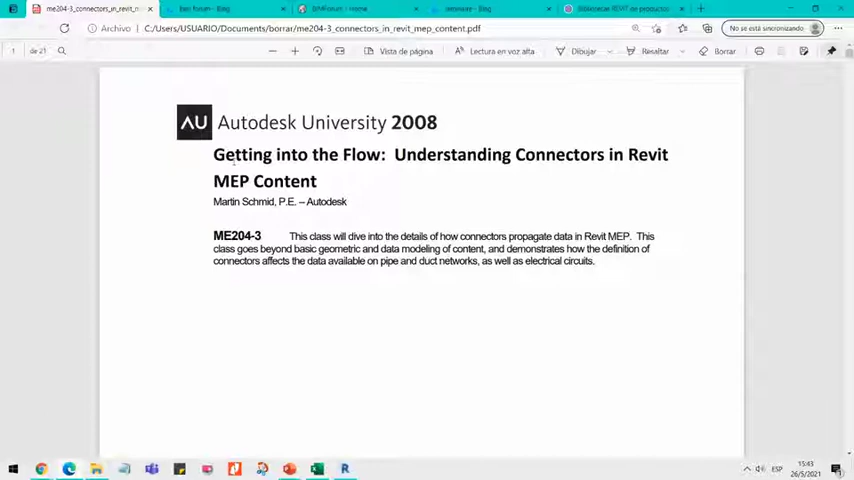 me204-3_connectors_in_revit_m
BIMForum - Home
Bibliotecas REVIT de productos
Archivo
C:/Users/USUARIO/Documents/borrar/me204-3_connectors_in_revit_mep_content.pdf
No se está sincronizando
1 de 21
Vista de página
Lectura en voz alta
Dibujar
Resaltar
Borrar
AU Autodesk University 2008
Getting into the Flow: Understanding Connectors in Revit
MEP Content
Martin Schmid, P.E. – Autodesk
ME204-3 This class will dive into the details of how connectors propagate data in Revit MEP. This
class goes beyond basic geometric and data modeling of content, and demonstrates how the definition of
connectors affects the data available on pipe and duct networks, as well as electrical circuits.
ESP
15:43
26/5/2021